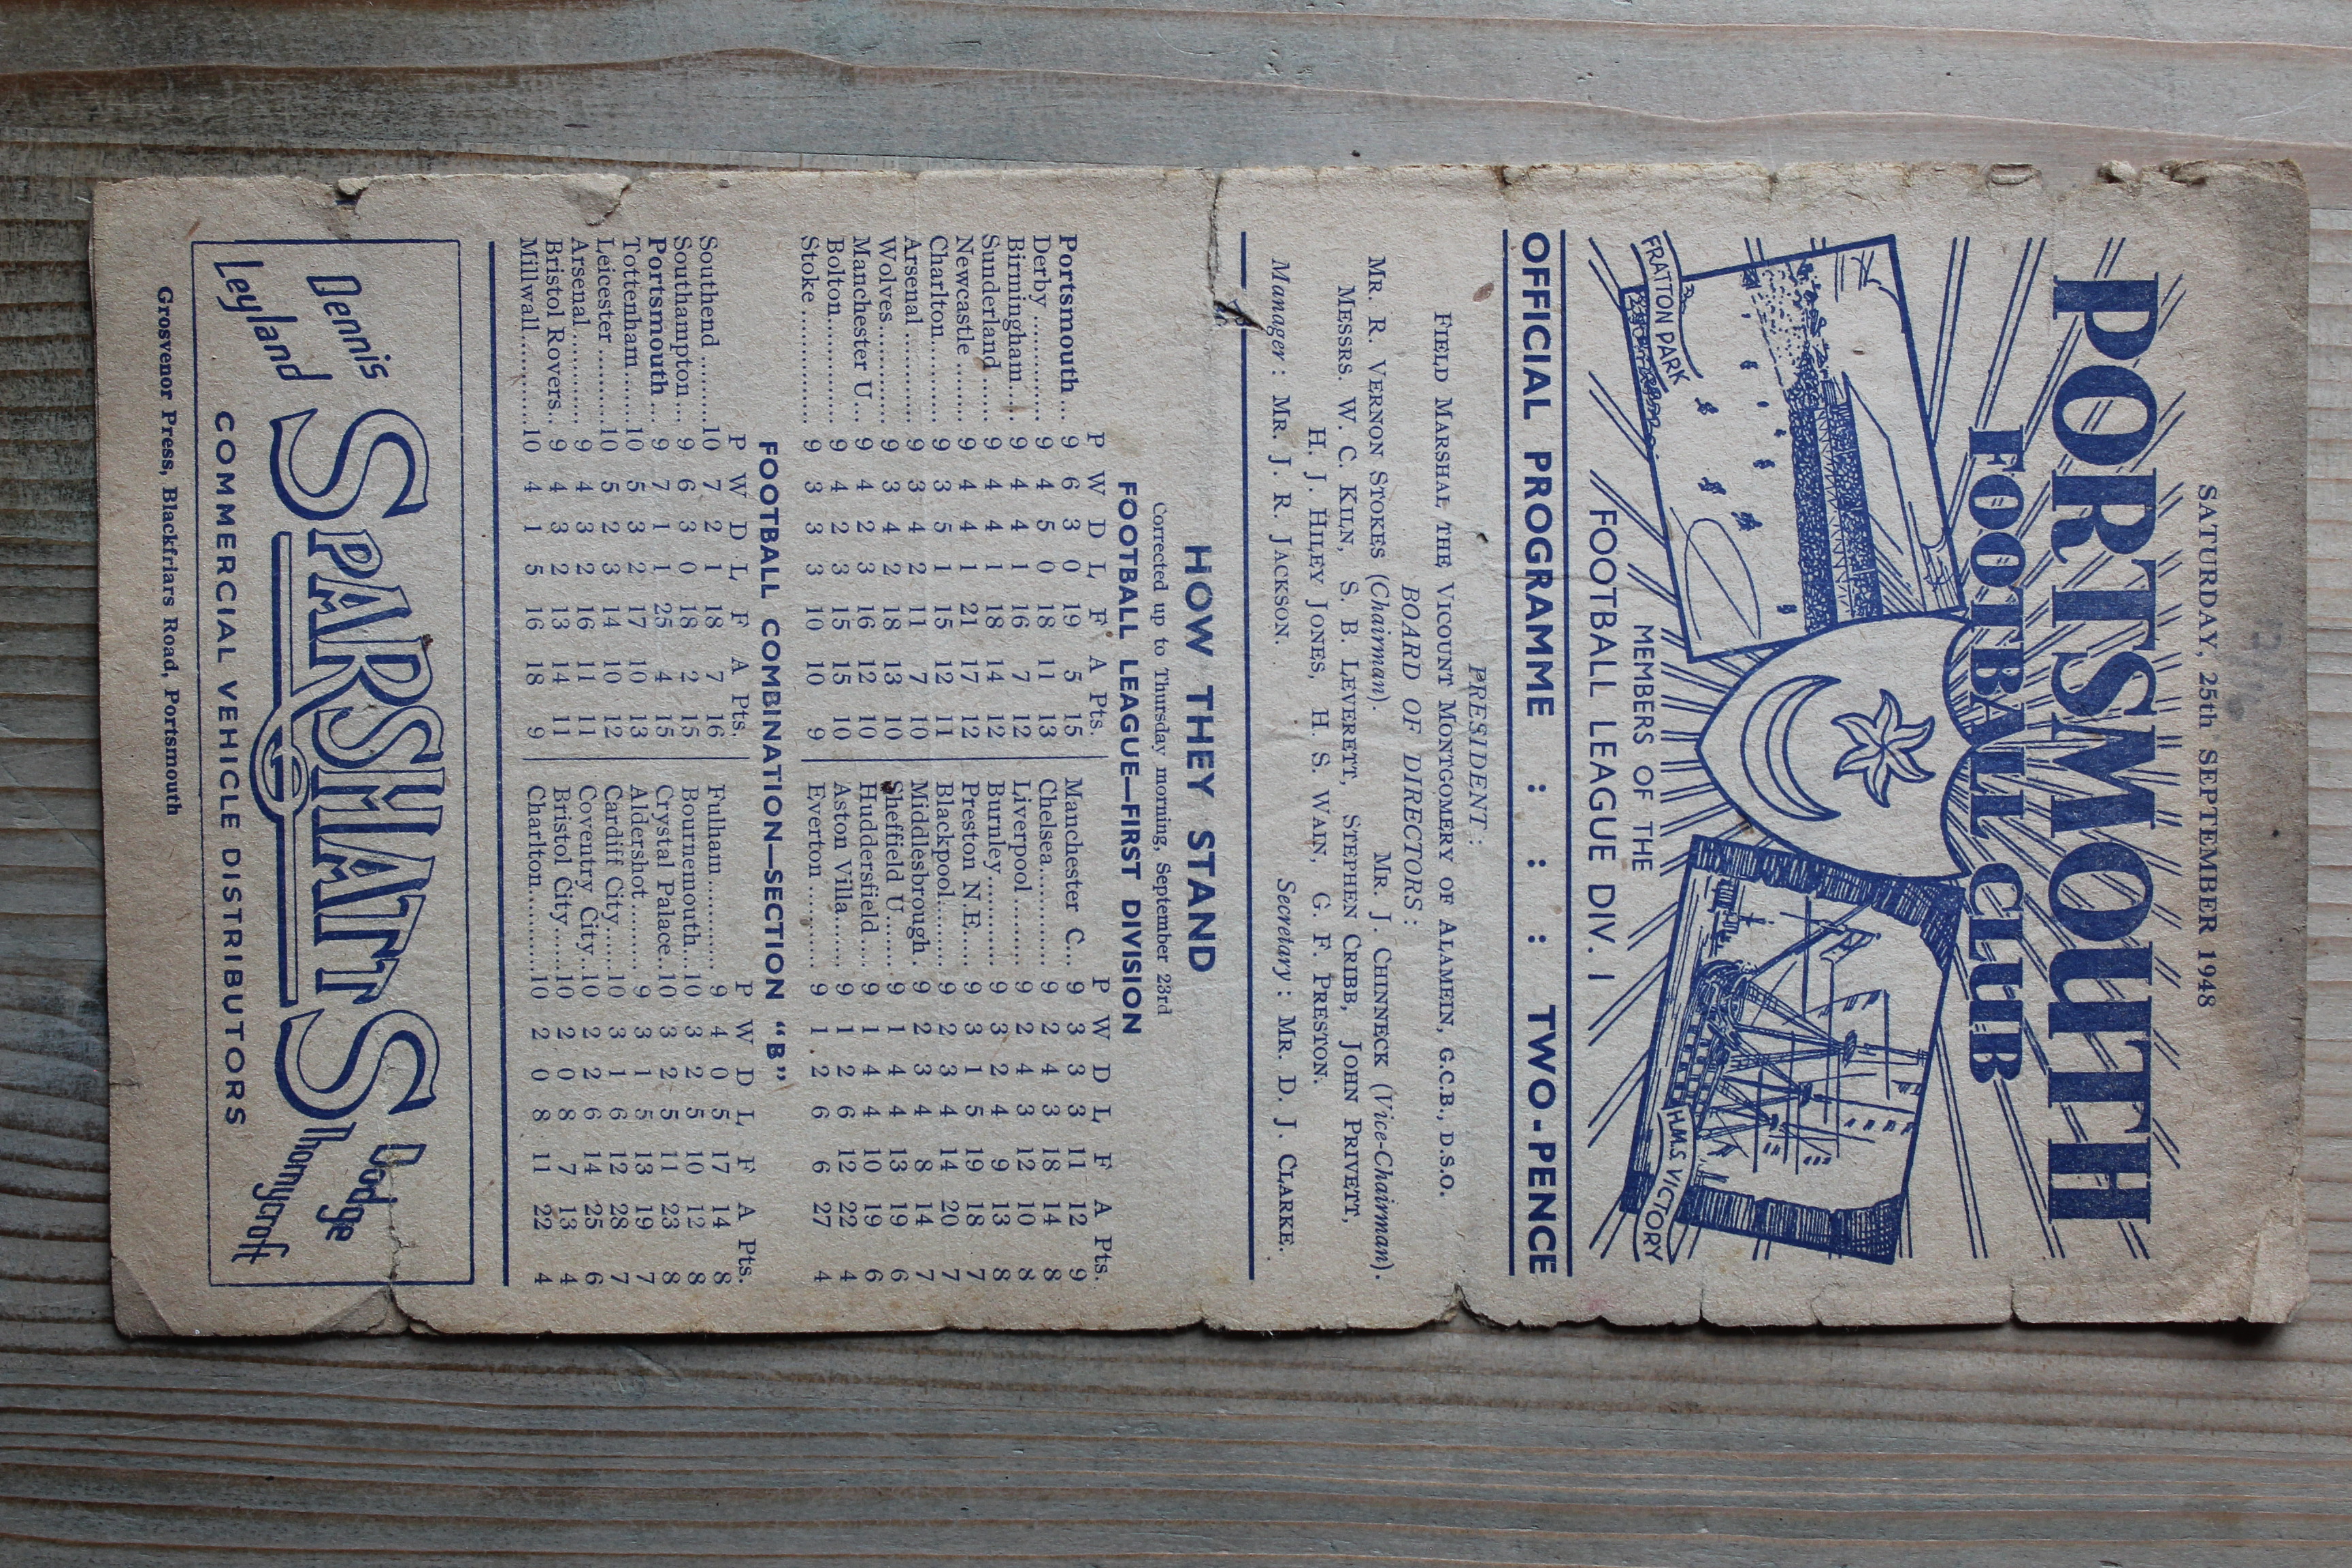 SATURDAY, 25th SEPTEMBER 1948
PORTSMOUTH
FOOTBALL CLUB
FRATTON PARK
H.M.S. VICTORY
MEMBERS OF THE
FOOTBALL LEAGUE DIV. I
OFFICIAL PROGRAMME : : : TWO-PENCE
PRESIDENT:
FIELD MARSHAL THE VICOUNT MONTGOMERY OF ALAMEIN, G.C.B., D.S.O.
BOARD OF DIRECTORS:
MR. R. VERNON STOKES (Chairman). MR. J. CHINNECK (Vice-Chairman).
MESSRS. W. C. KILN, S. B. LEVERETT, STEPHEN CRIBB, JOHN PRIVETT,
H. J. HILEY JONES, H. S. WAIN, G. F. PRESTON.
Manager: MR. J. R. JACKSON. Secretary: MR. D. J. CLARKE.
HOW THEY STAND
Corrected up to Thursday morning, September 23rd
FOOTBALL LEAGUE—FIRST DIVISION
P W D L F A Pts. P W D L F A Pts.
Portsmouth ... 9 6 3 0 19 5 15 Manchester C... 9 3 3 3 11 12 9
Derby ............ 9 4 5 0 18 11 13 Chelsea............ 9 2 4 3 18 14 8
Birmingham... 9 4 4 1 16 7 12 Liverpool ......... 9 2 4 3 12 10 8
Sunderland ...... 9 4 4 1 18 14 12 Burnley............ 9 3 2 4 9 13 8
Newcastle ...... 9 4 4 1 21 17 12 Preston N.E....... 9 3 1 5 19 18 7
Charlton......... 9 3 5 1 15 12 11 Blackpool......... 9 2 3 4 14 20 7
Arsenal ......... 9 3 4 2 11 7 10 Middlesbrough. 9 2 3 4 8 14 7
Wolves............ 9 3 4 2 18 13 10 Sheffield U....... 9 1 4 4 13 19 6
Manchester U... 9 4 2 3 16 12 10 Huddersfield .... 9 1 4 4 10 19 6
Bolton............ 9 4 2 3 15 15 10 Aston Villa....... 9 1 2 6 12 22 4
Stoke ............ 9 3 3 3 10 10 9 Everton ......... 9 1 2 6 6 27 4
FOOTBALL COMBINATION—SECTION "B"
P W D L F A Pts. P W D L F A Pts.
Southend .........10 7 2 1 18 7 16 Fulham............ 9 4 0 5 17 14 8
Southampton ... 9 6 3 0 18 2 15 Bournemouth...10 3 2 5 10 12 8
Portsmouth ... 9 7 1 1 25 4 15 Crystal Palace..10 3 2 5 11 23 8
Tottenham ......10 5 3 2 17 10 13 Aldershot......... 9 3 1 5 13 19 7
Leicester .........10 5 2 3 14 10 12 Cardiff City......10 3 1 6 12 28 7
Arsenal............ 9 4 3 2 16 11 11 Coventry City...10 2 2 6 14 25 6
Bristol Rovers.. 9 4 3 2 13 14 11 Bristol City......10 2 0 8 7 13 4
Millwall............10 4 1 5 16 18 9 Charlton..........10 2 0 8 11 22 4
Dennis
Leyland
SPARSHATTS
Dodge
Thornycroft
COMMERCIAL VEHICLE DISTRIBUTORS
Grosvenor Press, Blackfriars Road, Portsmouth